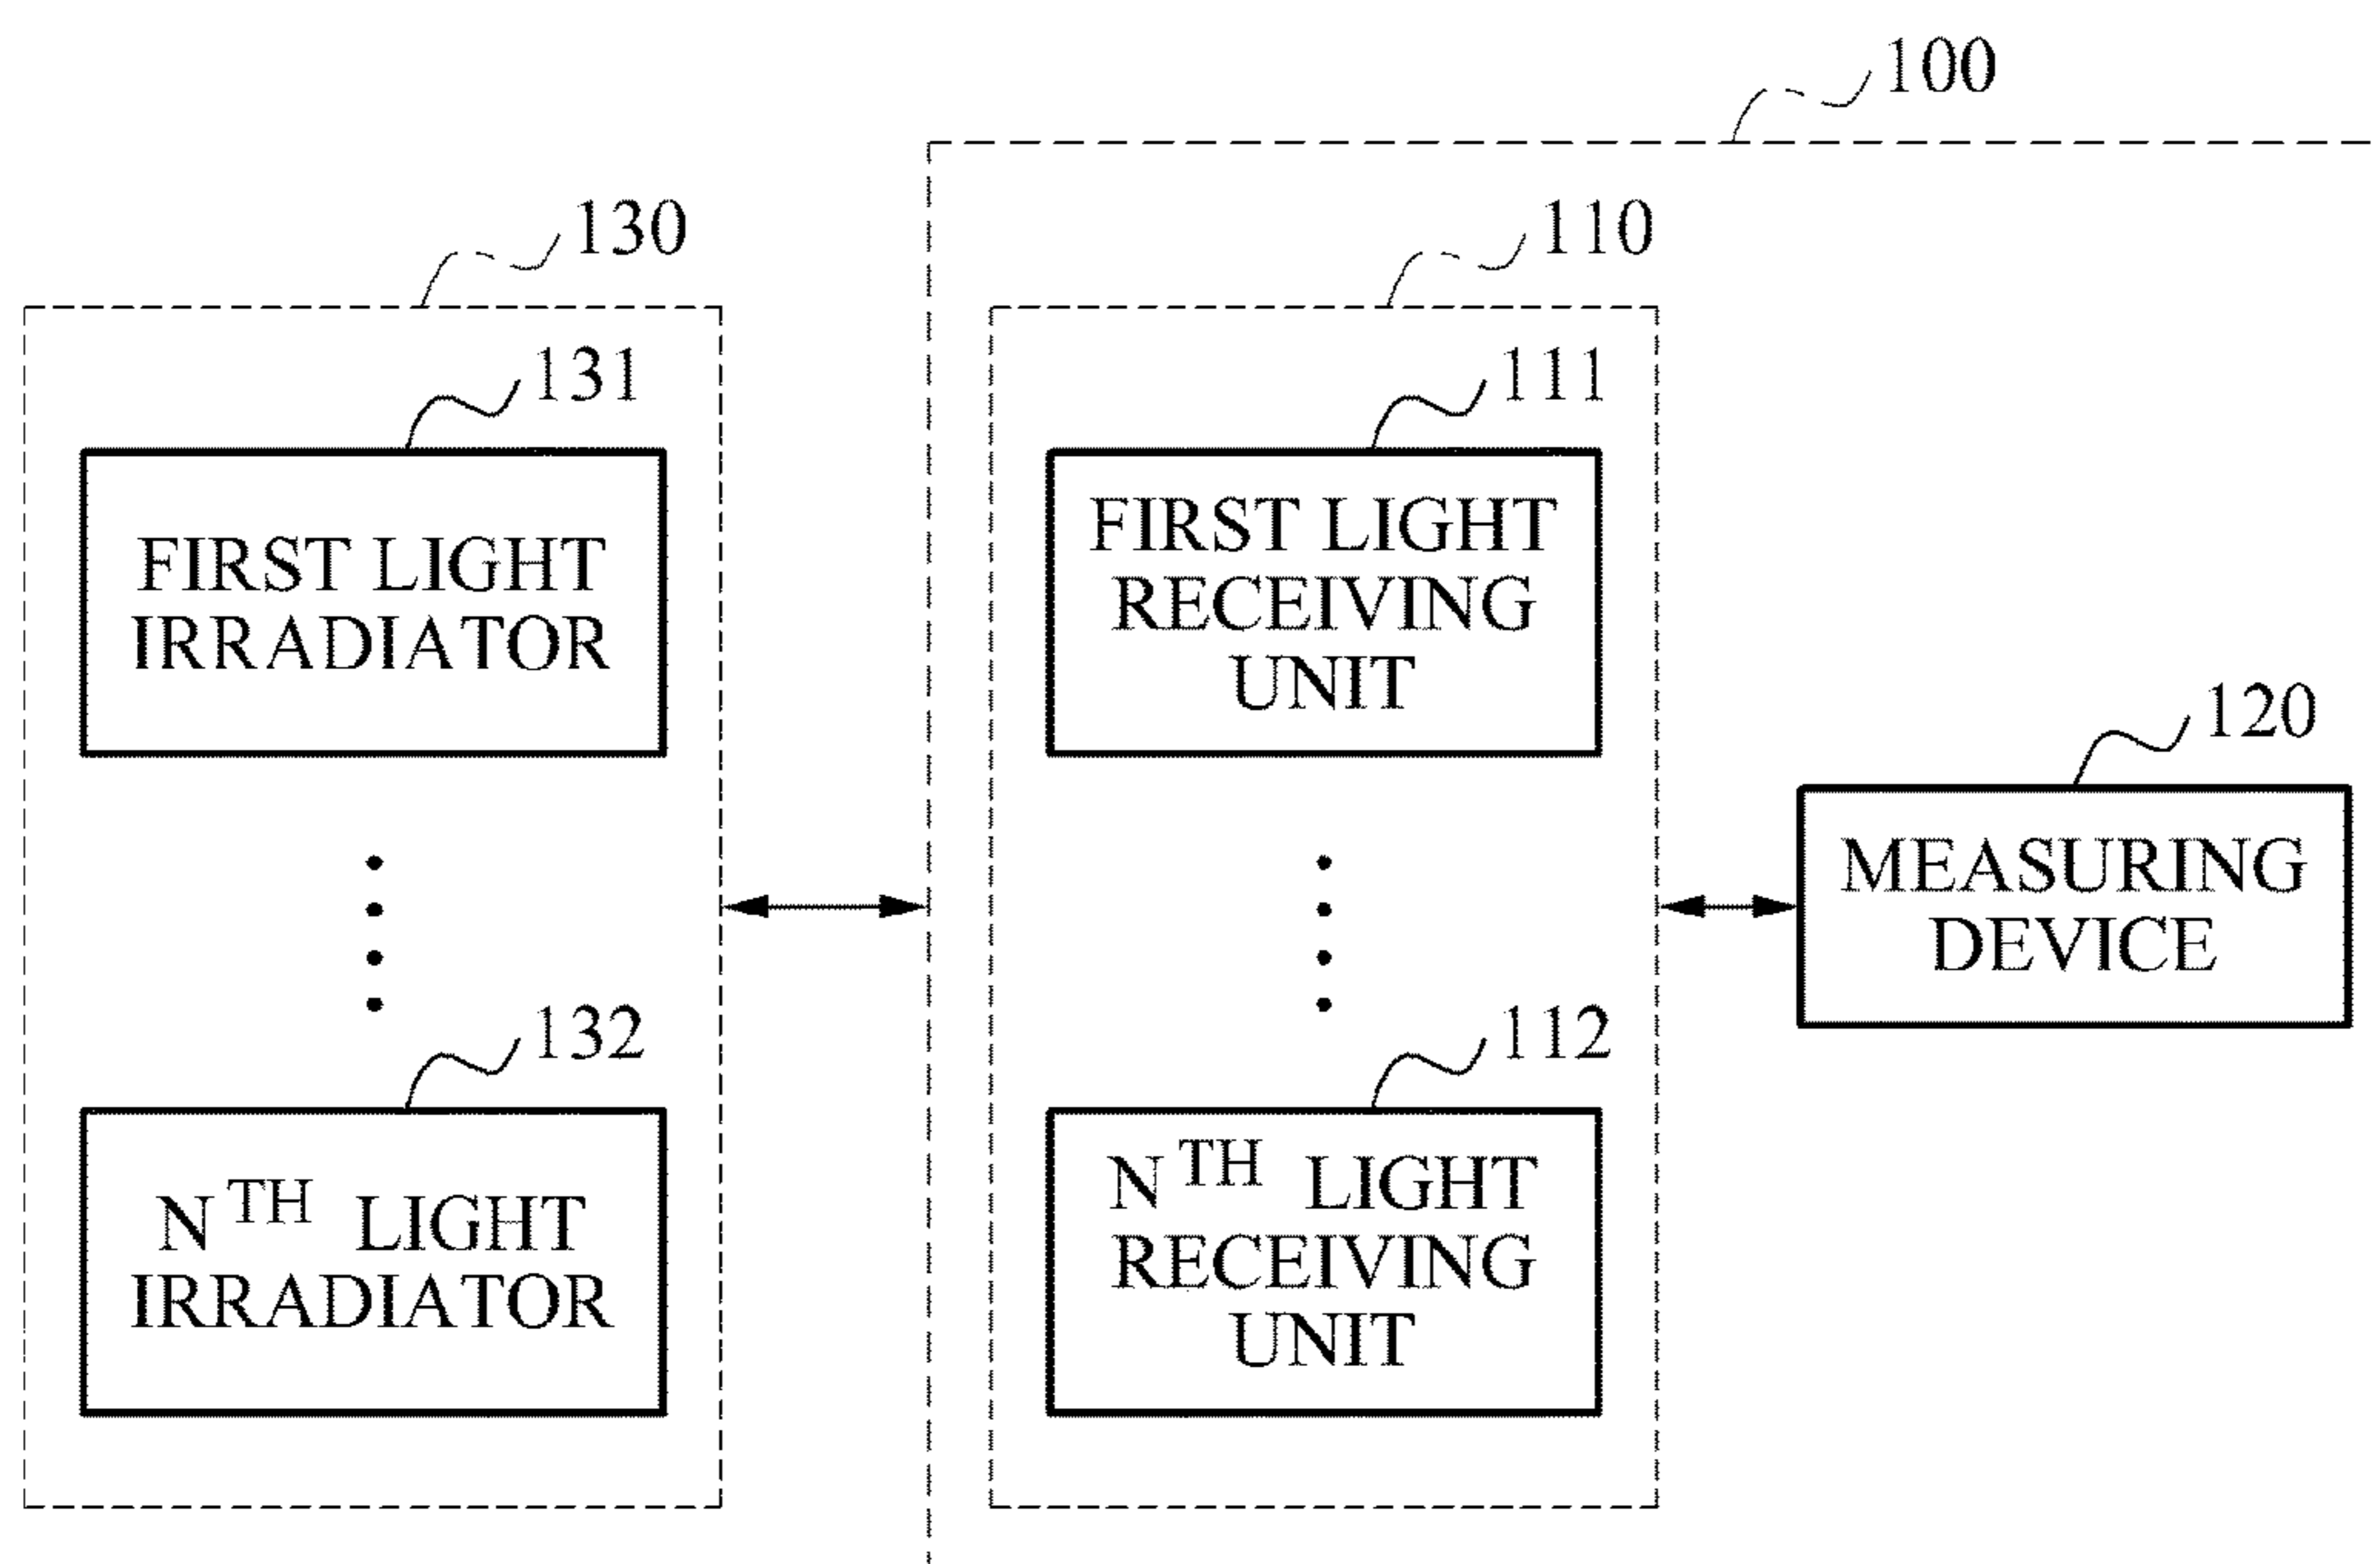 100
130
110
131
111
FIRST LIGHT
IRRADIATOR
FIRST LIGHT
RECEIVING
UNIT
120
MEASURING
DEVICE
132
112
N TH LIGHT
IRRADIATOR
N TH LIGHT
RECEIVING
UNIT